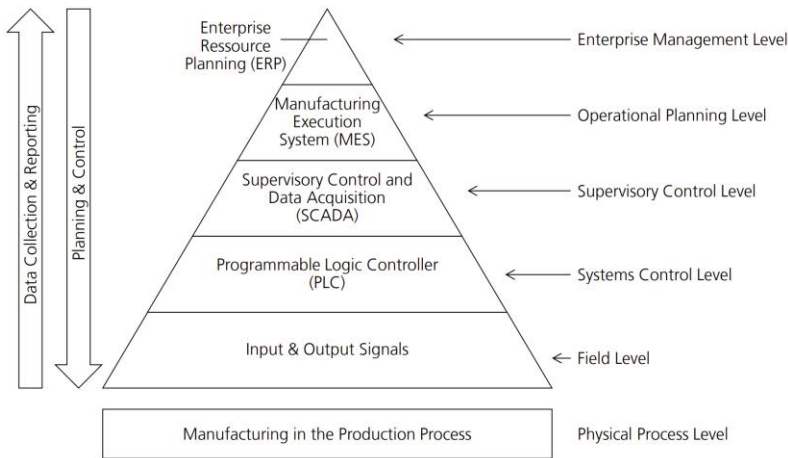 Enterprise
Ressource
Planning (ERP)
Enterprise Management Level
Manufacturing
Execution
System (MES)
Operational Planning Level
Supervisory Control and
Data Acquisition
(SCADA)
Supervisory Control Level
Programmable Logic Controller
(PLC)
Systems Control Level
Input & Output Signals
Field Level
Manufacturing in the Production Process
Physical Process Level
Data Collection & Reporting
Planning & Control